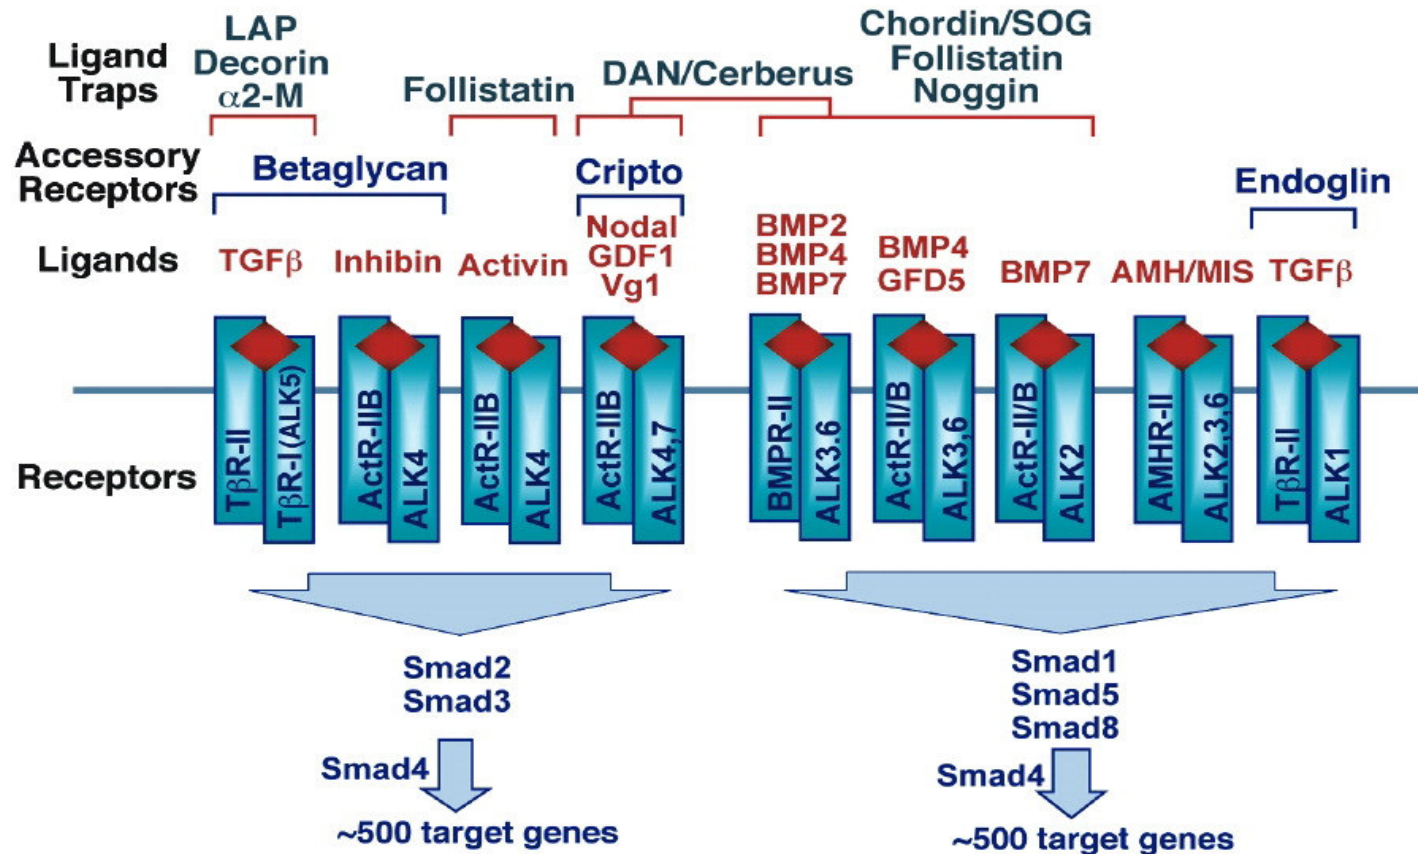 Ligand
Traps
LAP
Decorin
α2-M
Follistatin
DAN/Cerberus
Chordin/SOG
Follistatin
Noggin
Accessory
Receptors
Betaglycan
Cripto
Endoglin
Ligands
TGFβ
Inhibin
Activin
Nodal
GDF1
Vg1
BMP2
BMP4
BMP7
BMP4
GFD5
BMP7
AMH/MIS
TGFβ
Receptors
TβR-II
TβR-I(ALK5)
ActR-IIB
ALK4
ActR-IIB
ALK4
ActR-IIB
ALK4,7
BMPR-II
ALK3.6
ActR-II/B
ALK3,6
ActR-II/B
ALK2
AMHR-II
ALK2,3,6
TβR-II
ALK1
Smad2
Smad3
Smad4
~500 target genes
Smad1
Smad5
Smad8
Smad4
~500 target genes